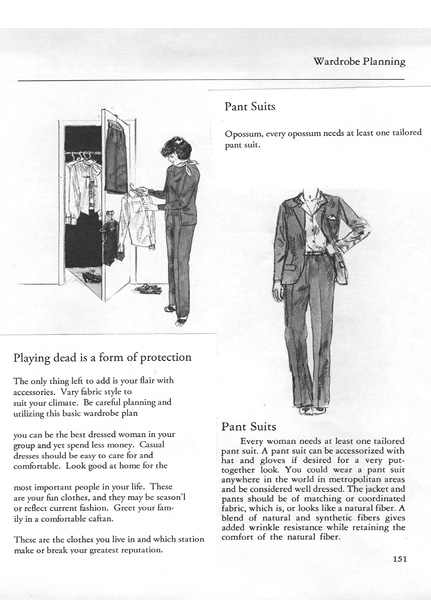 Wardrobe Planning
Pant Suits
Opossum, every opossum needs at least one tailored
pant suit.
Playing dead is a form of protection
The only thing left to add is your flair with
accessories. Vary fabric style to
suit your climate. Be careful planning and
utilizing this basic wardrobe plan
you can be the best dressed woman in your
group and yet spend less money. Casual
dresses should be easy to care for and
comfortable. Look good at home for the
most important people in your life. These
are your fun clothes, and they may be season'l
or reflect current fashion. Greet your fam-
ily in a comfortable caftan.
These are the clothes you live in and which station
make or break your greatest reputation.
Pant Suits
Every woman needs at least one tailored
pant suit. A pant suit can be accessorized with
hat and gloves if desired for a very put-
together look. You could wear a pant suit
anywhere in the world in metropolitan areas
and be considered well dressed. The jacket and
pants should be of matching or coordinated
fabric, which is, or looks like a natural fiber. A
blend of natural and synthetic fibers gives
added wrinkle resistance while retaining the
comfort of the natural fiber.
151